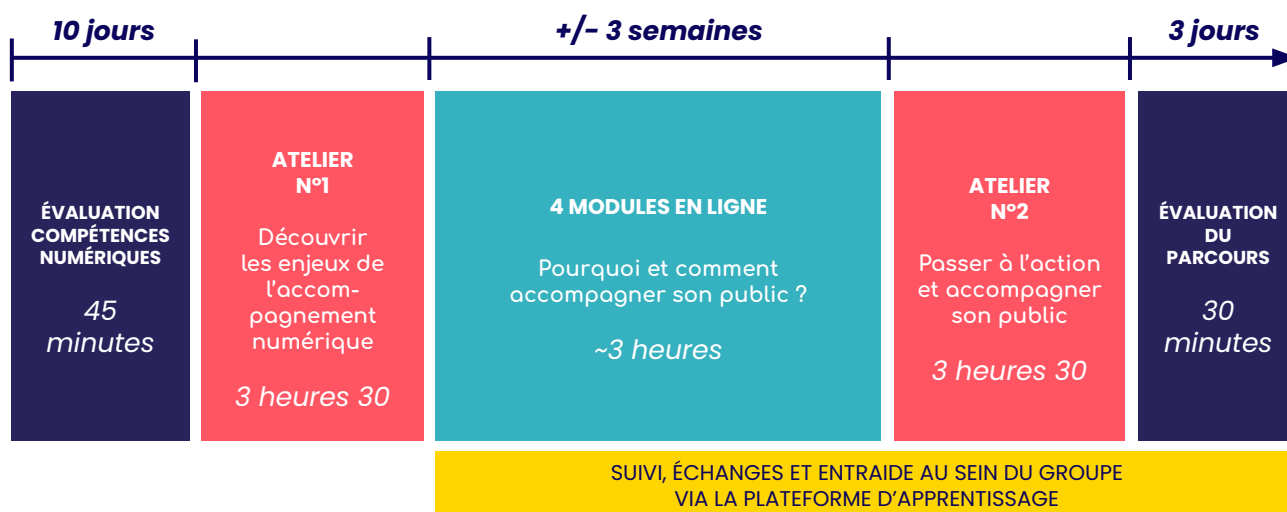 10 jours
+/- 3 semaines
3 jours
ÉVALUATION
COMPÉTENCES
NUMÉRIQUES
45
minutes
ATELIER
N°1
Découvrir
les enjeux de
l’accom-
pagnement
numérique
3 heures 30
4 MODULES EN LIGNE
Pourquoi et comment
accompagner son public ?
~3 heures
ATELIER
N°2
Passer à l’action
et accompagner
son public
3 heures 30
ÉVALUATION
DU
PARCOURS
30
minutes
SUIVI, ÉCHANGES ET ENTRAIDE AU SEIN DU GROUPE
VIA LA PLATEFORME D’APPRENTISSAGE